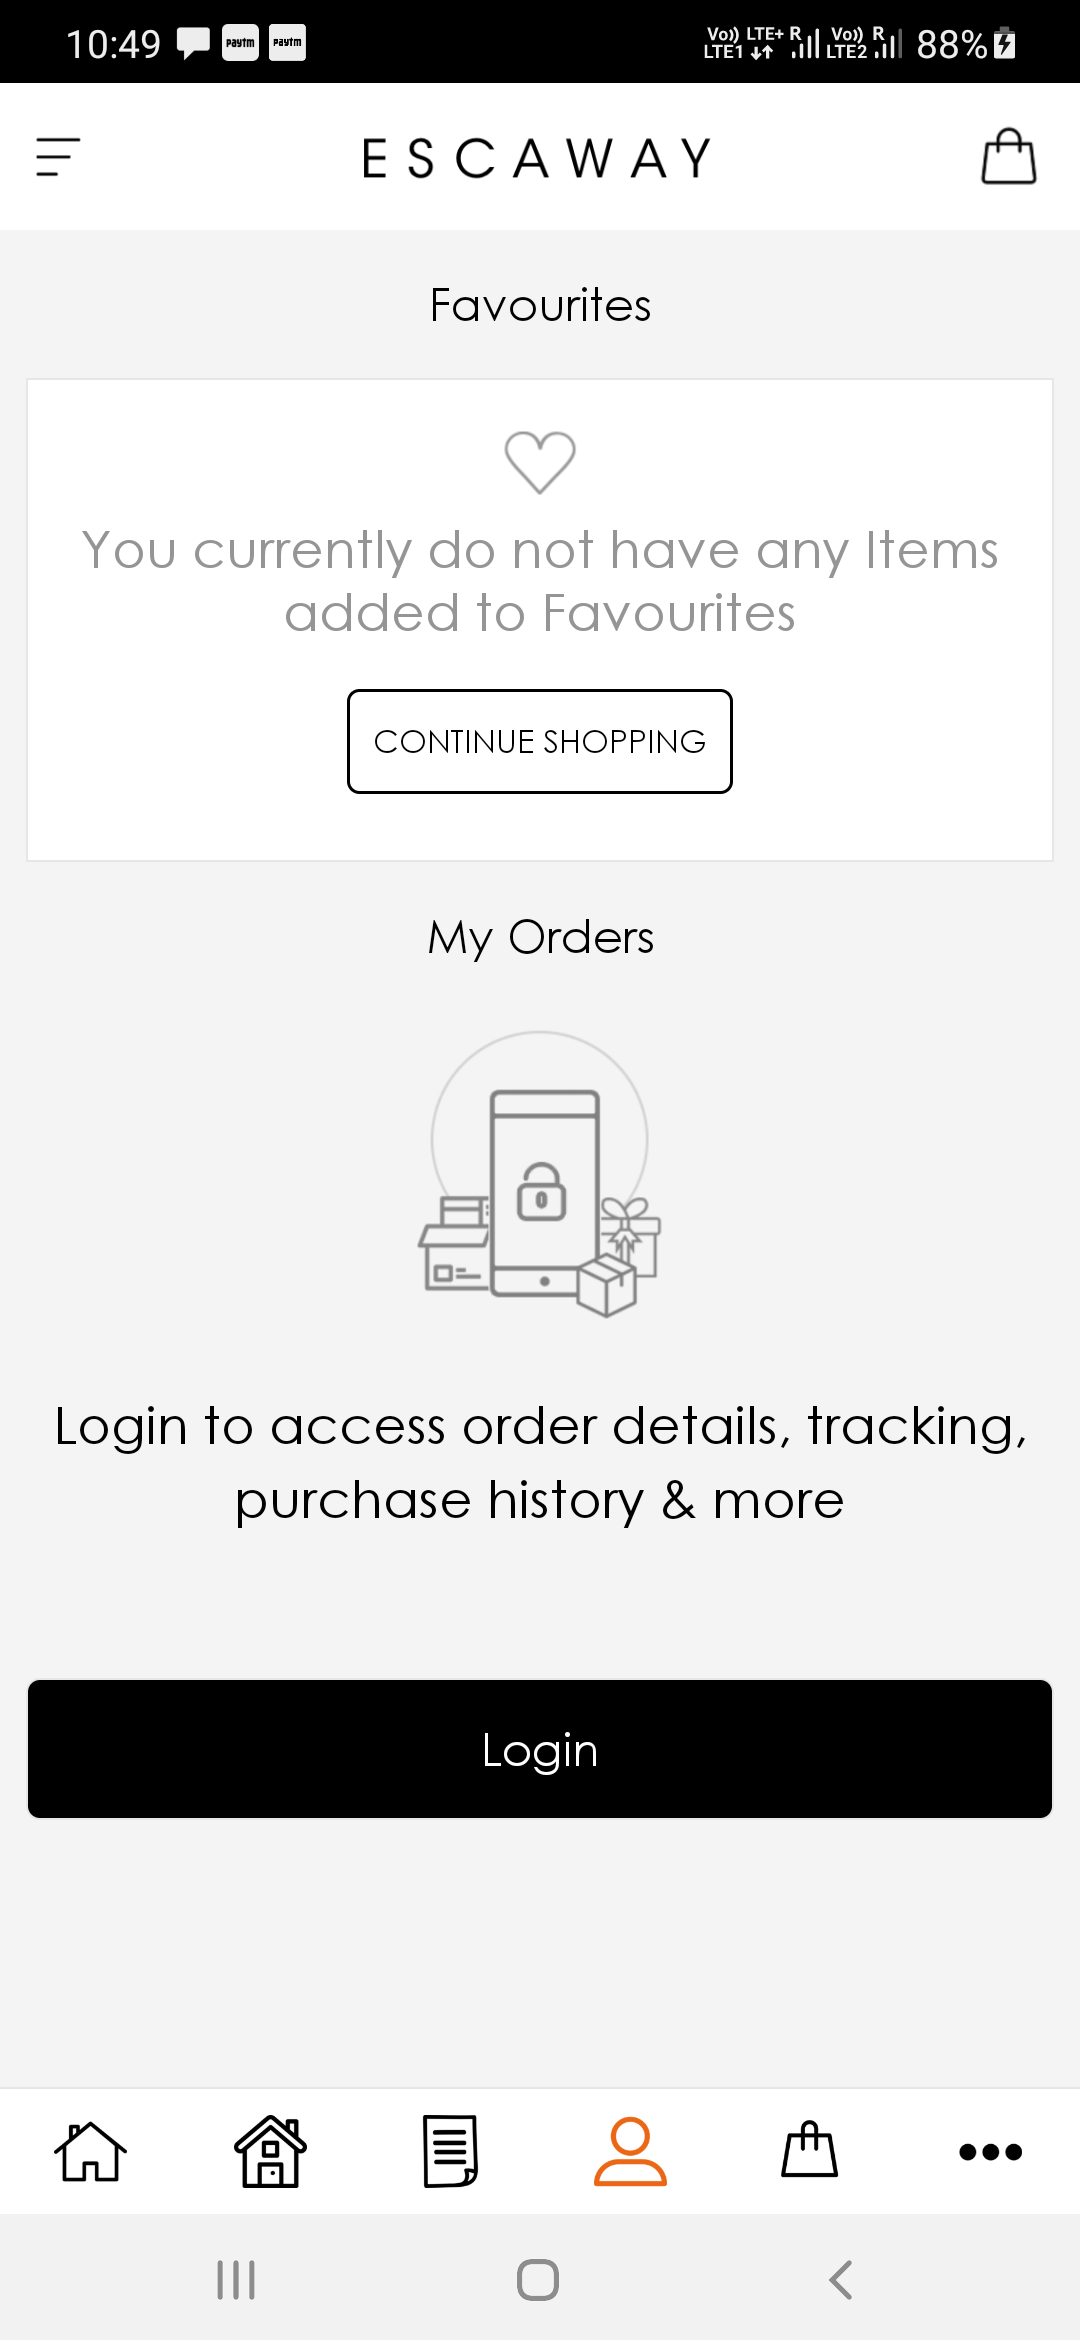 10:49 paytm paytm Vo)) LTE+ R Vo)) R 88%
LTE1 LTE2
ESCAWAY
Favourites
You currently do not have any Items
added to Favourites
CONTINUE SHOPPING
My Orders
Login to access order details, tracking,
purchase history & more
Login